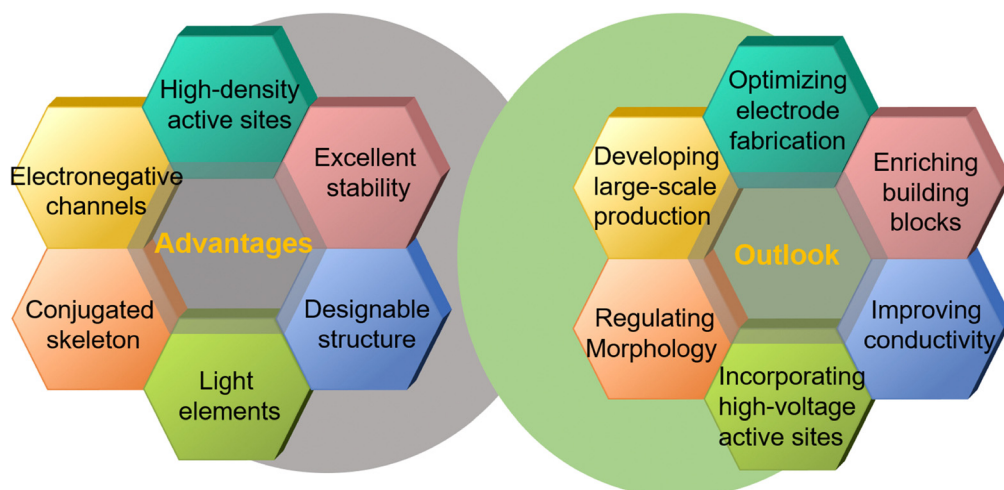 High-density
active sites
Excellent
stability
Designable
structure
Light
elements
Conjugated
skeleton
Electronegative
channels
Advantages
Optimizing
electrode
fabrication
Enriching
building
blocks
Improving
conductivity
Incorporating
high-voltage
active sites
Regulating
Morphology
Developing
large-scale
production
Outlook